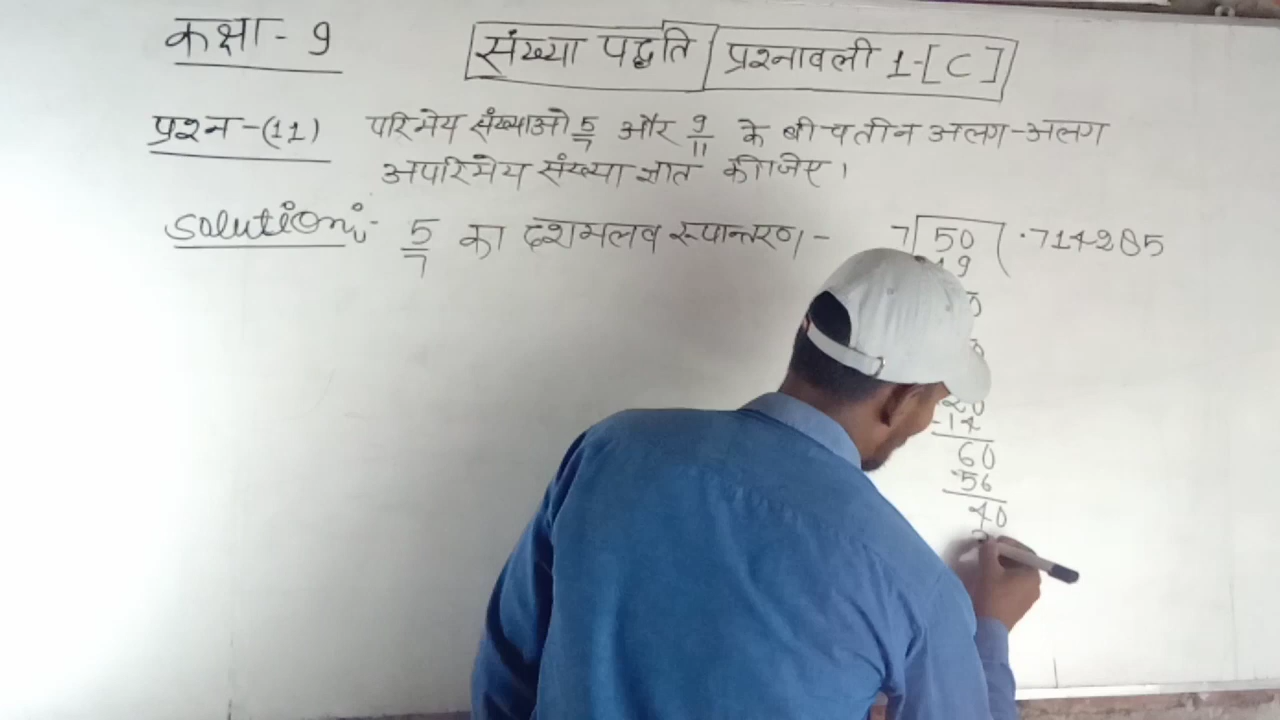 कक्षा - 9
संख्या पद्धति | प्रश्नावली 1-[C]
प्रश्न-(11) परिमेय संख्याओ 5/7 और 9/11 के बीच तीन अलग-अलग
अपरिमेय संख्या ज्ञात कीजिए।
Solution:- 5/7 का दशमलव रूपान्तरण - 7 50 .714285
20
-14
60
56
40